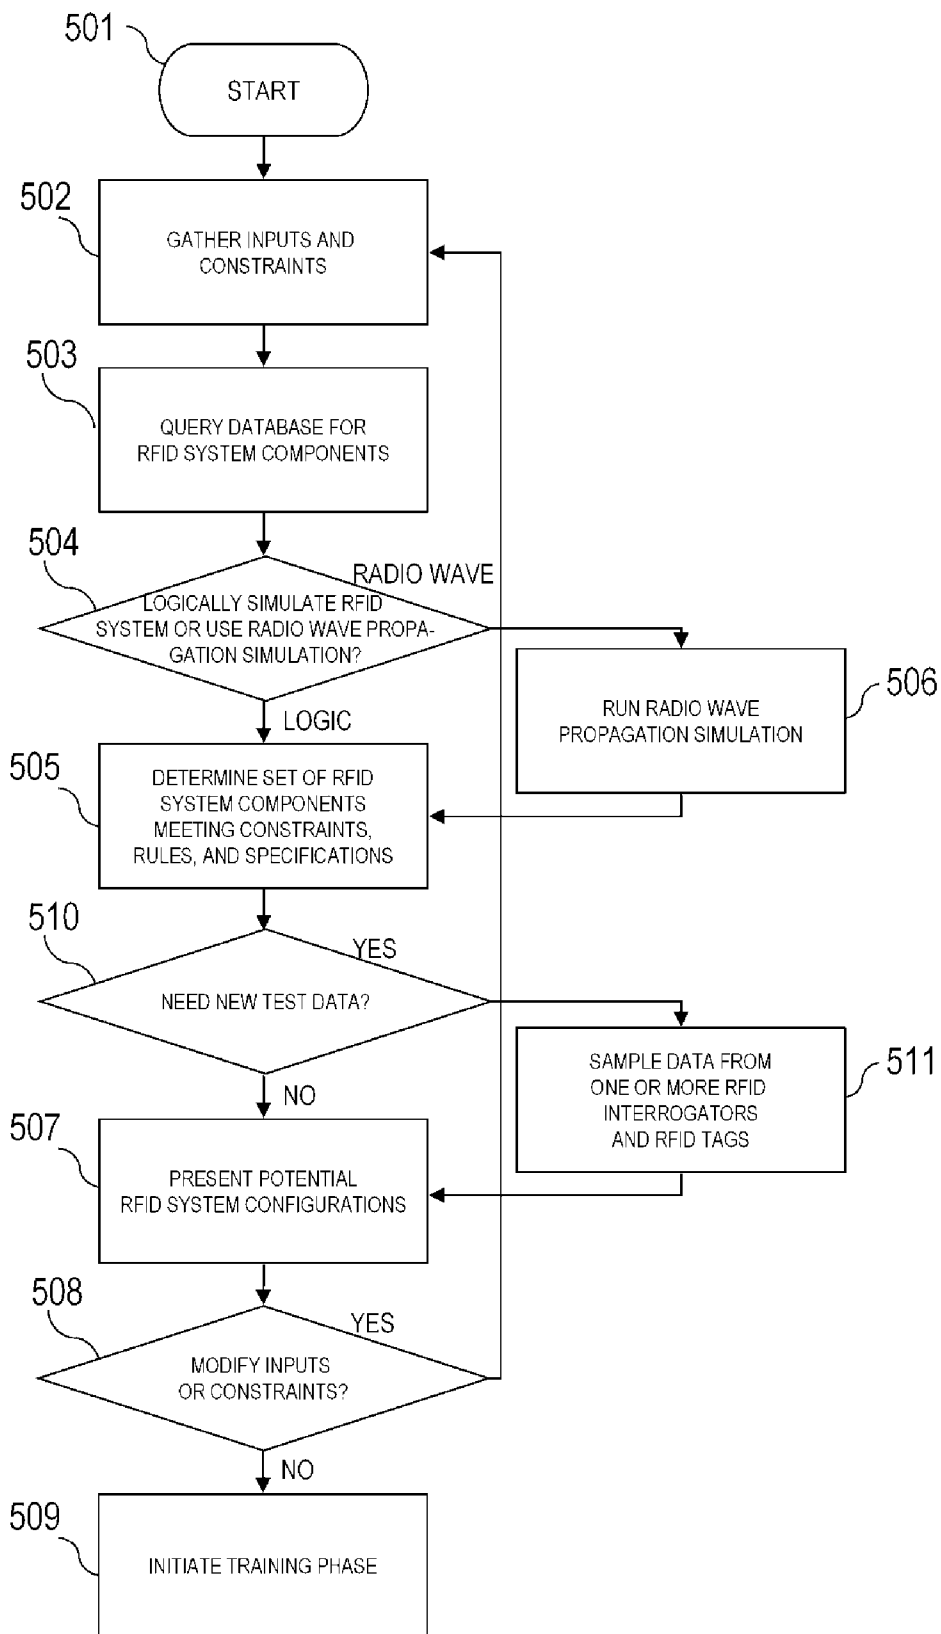 501
START
502
GATHER INPUTS AND
CONSTRAINTS
503
QUERY DATABASE FOR
RFID SYSTEM COMPONENTS
504
RADIO WAVE
LOGICALLY SIMULATE RFID
SYSTEM OR USE RADIO WAVE PROPA-
GATION SIMULATION?
506
RUN RADIO WAVE
PROPAGATION SIMULATION
LOGIC
505
DETERMINE SET OF RFID
SYSTEM COMPONENTS
MEETING CONSTRAINTS,
RULES, AND SPECIFICATIONS
510
YES
NEED NEW TEST DATA?
511
SAMPLE DATA FROM
ONE OR MORE RFID
INTERROGATORS
AND RFID TAGS
NO
507
PRESENT POTENTIAL
RFID SYSTEM CONFIGURATIONS
508
YES
MODIFY INPUTS
OR CONSTRAINTS?
NO
509
INITIATE TRAINING PHASE